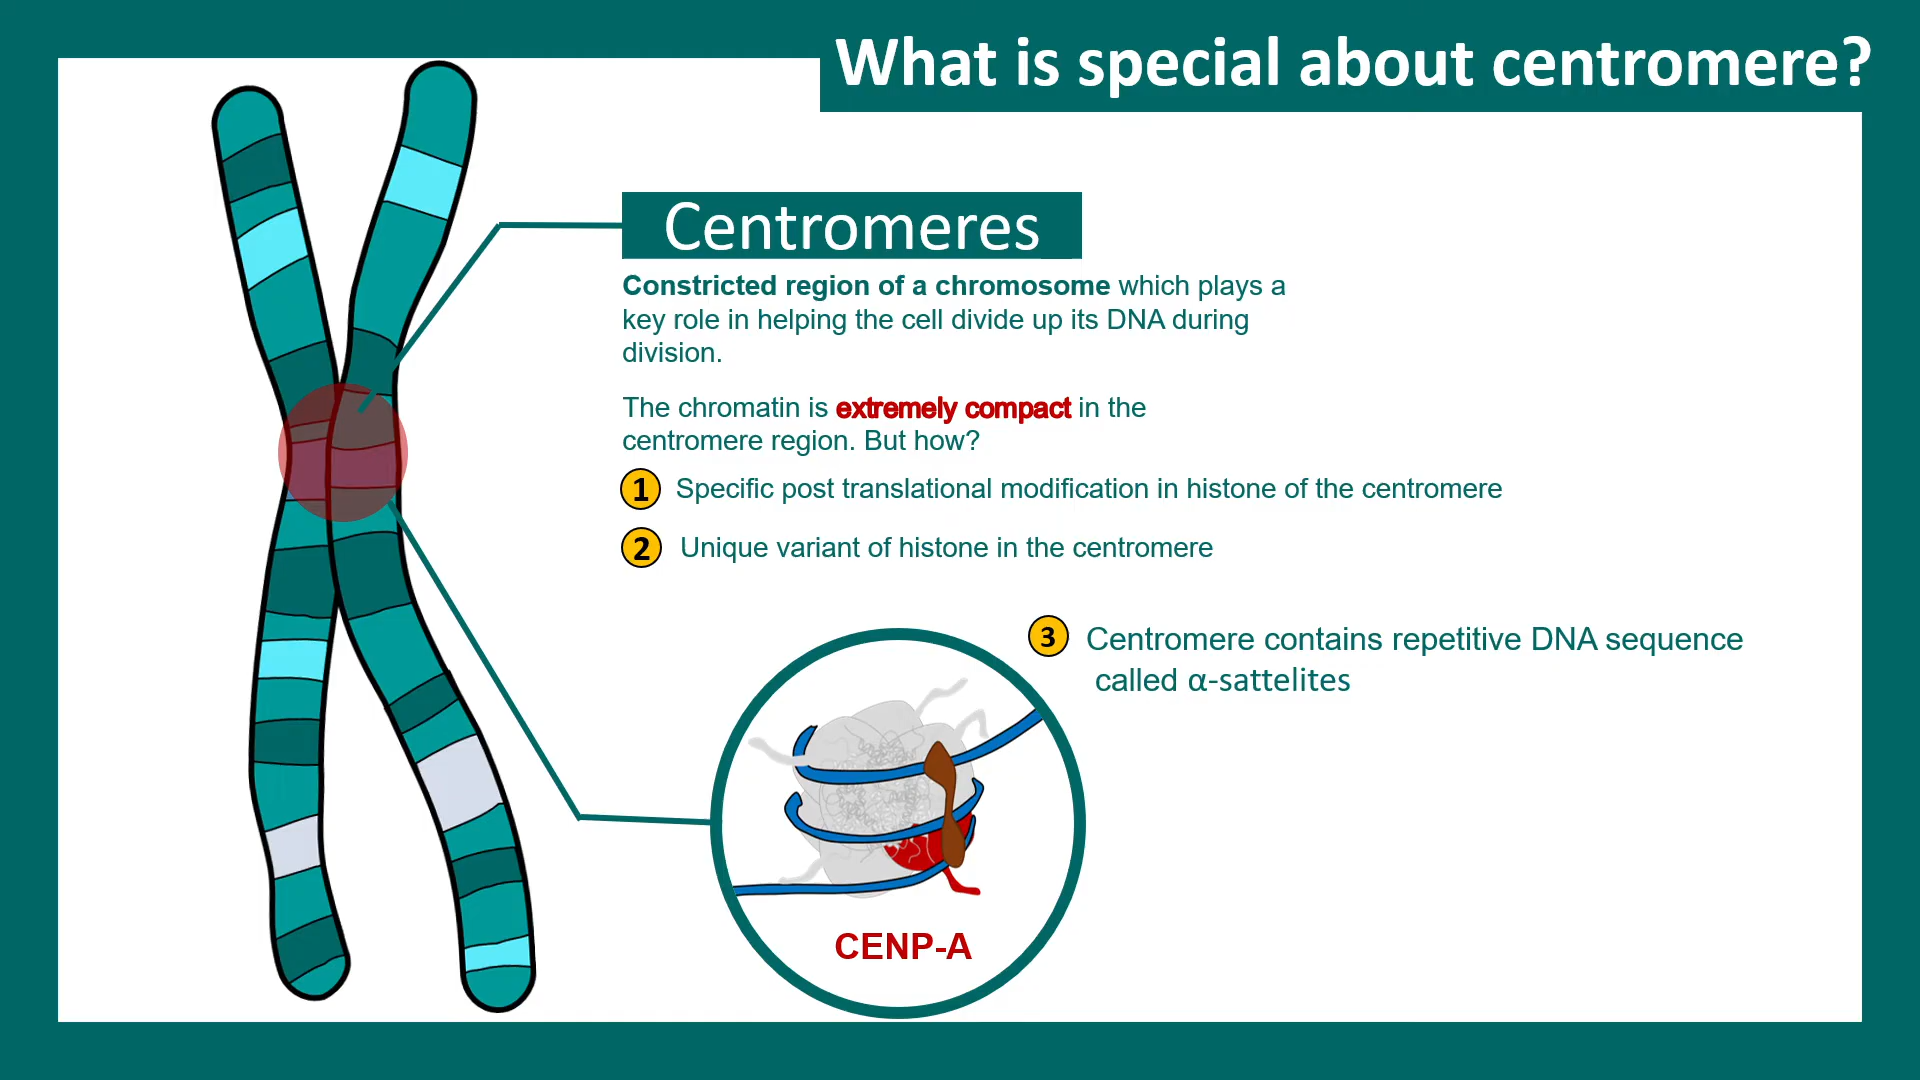 What is special about centromere?
Centromeres
Constricted region of a chromosome which plays a
key role in helping the cell divide up its DNA during
division.
The chromatin is extremely compact in the
centromere region. But how?
1 Specific post translational modification in histone of the centromere
2 Unique variant of histone in the centromere
3 Centromere contains repetitive DNA sequence
called α-sattelites
CENP-A